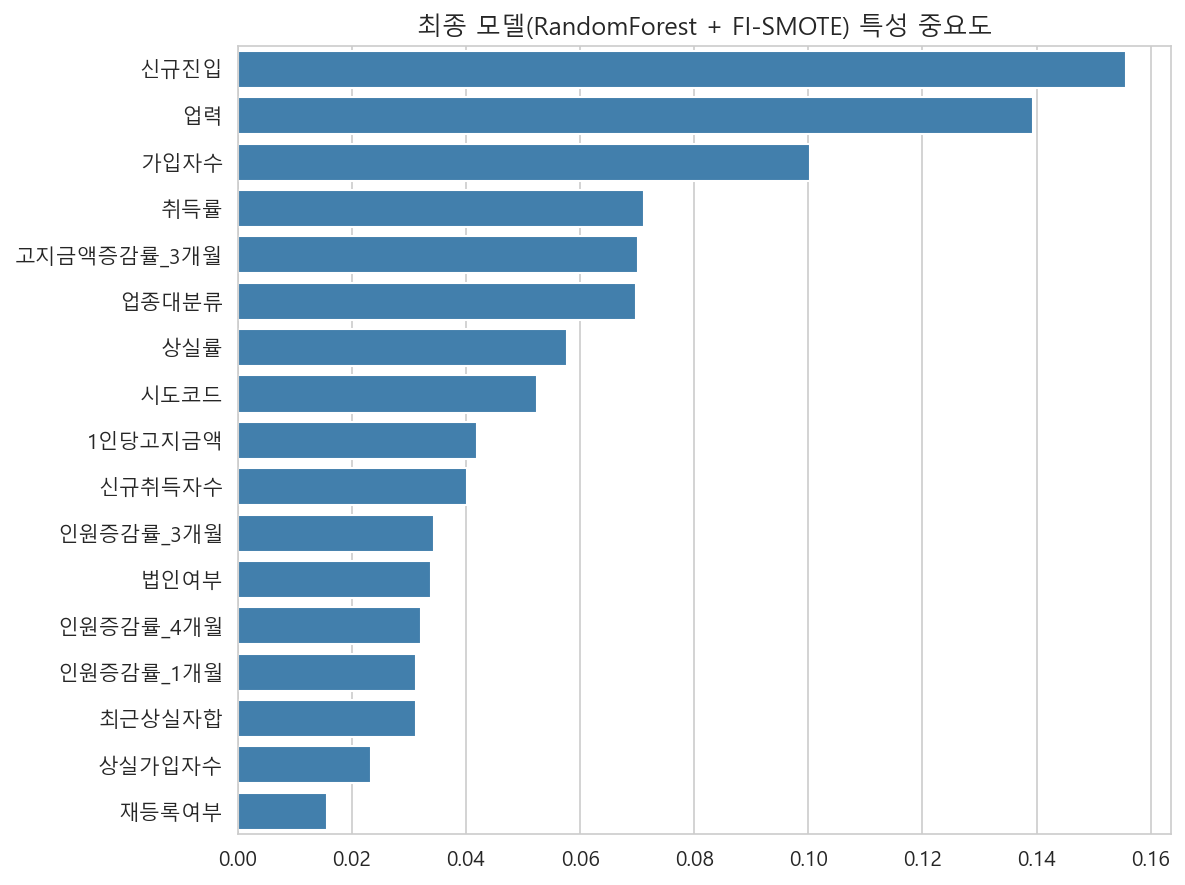 최종 모델(RandomForest + FI-SMOTE) 특성 중요도
신규진입
업력
가입자수
취득률
고지금액증감률_3개월
업종대분류
상실률
시도코드
1인당고지금액
신규취득자수
인원증감률_3개월
법인여부
인원증감률_4개월
인원증감률_1개월
최근상실자합
상실가입자수
재등록여부
0.00 0.02 0.04 0.06 0.08 0.10 0.12 0.14 0.16